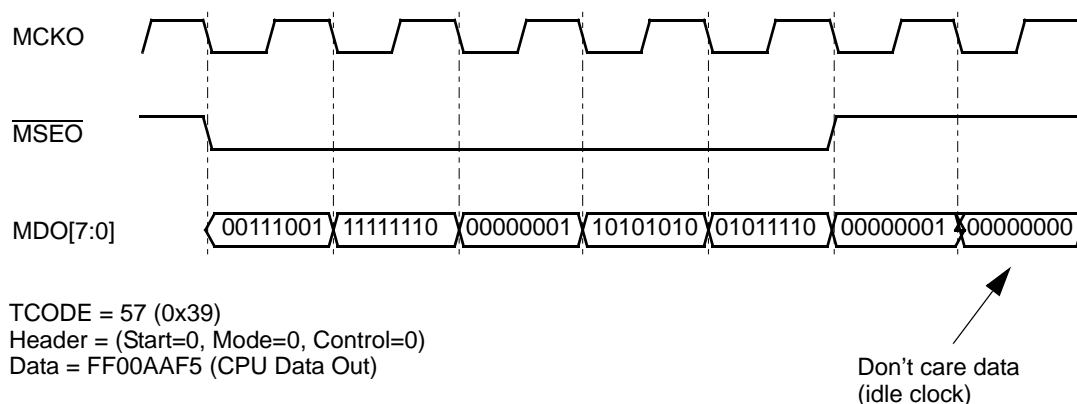 MCKO
MSEO
MDO[7:0]
00111001 11111110 00000001 10101010 01011110 00000001 00000000
TCODE = 57 (0x39)
Header = (Start=0, Mode=0, Control=0)
Data = FF00AAF5 (CPU Data Out)
Don't care data
(idle clock)